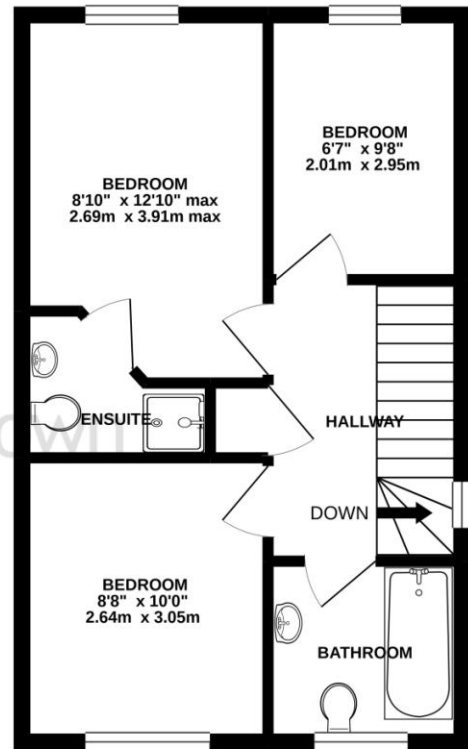 BEDROOM
8'10" x 12'10" max
2.69m x 3.91m max
BEDROOM
6'7" x 9'8"
2.01m x 2.95m
ENSUITE
HALLWAY
DOWN
BEDROOM
8'8" x 10'0"
2.64m x 3.05m
BATHROOM